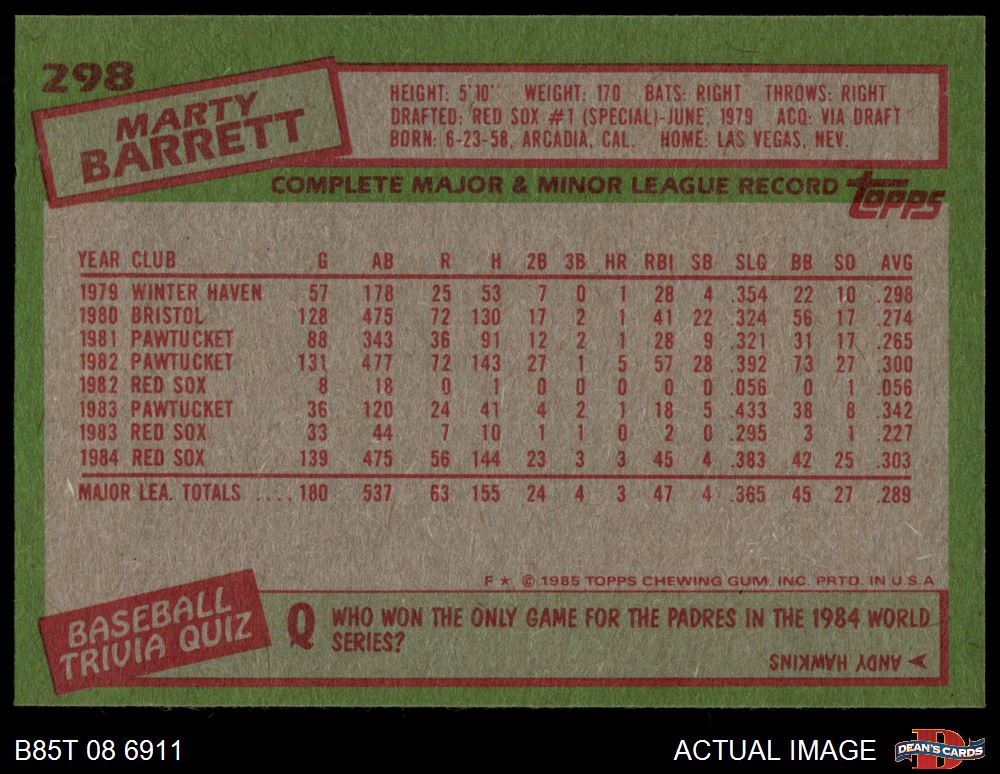 298
MARTY
BARRETT
HEIGHT: 5'10" WEIGHT: 170 BATS: RIGHT THROWS: RIGHT
DRAFTED: RED SOX #1 (SPECIAL)-JUNE, 1979 ACQ: VIA DRAFT
BORN: 6-23-58, ARCADIA, CAL. HOME: LAS VEGAS, NEV.
COMPLETE MAJOR & MINOR LEAGUE RECORD
topps
YEAR CLUB G AB R H 2B 3B HR RBI SB SLG BB SO AVG
1979 WINTER HAVEN 57 178 25 53 7 0 1 28 4 .354 22 10 .298
1980 BRISTOL 128 475 72 130 17 2 1 41 22 .324 56 17 .274
1981 PAWTUCKET 88 343 36 91 12 2 1 28 9 .321 31 17 .265
1982 PAWTUCKET 131 477 72 143 27 1 5 57 28 .392 73 27 .300
1982 RED SOX 8 18 0 1 0 0 0 0 0 .056 0 1 .056
1983 PAWTUCKET 36 120 24 41 4 2 1 18 5 .433 38 8 .342
1983 RED SOX 33 44 7 10 1 1 0 2 0 .295 3 1 .227
1984 RED SOX 139 475 56 144 23 3 3 45 4 .383 42 25 .303
MAJOR LEA. TOTALS .... 180 537 63 155 24 4 3 47 4 .365 45 27 .289
F ★ © 1985 TOPPS CHEWING GUM, INC. PRTD. IN U.S.A
BASEBALL
TRIVIA QUIZ
Q WHO WON THE ONLY GAME FOR THE PADRES IN THE 1984 WORLD
SERIES?
ANDY HAWKINS
B85T 08 6911
ACTUAL IMAGE
DEAN'S CARDS